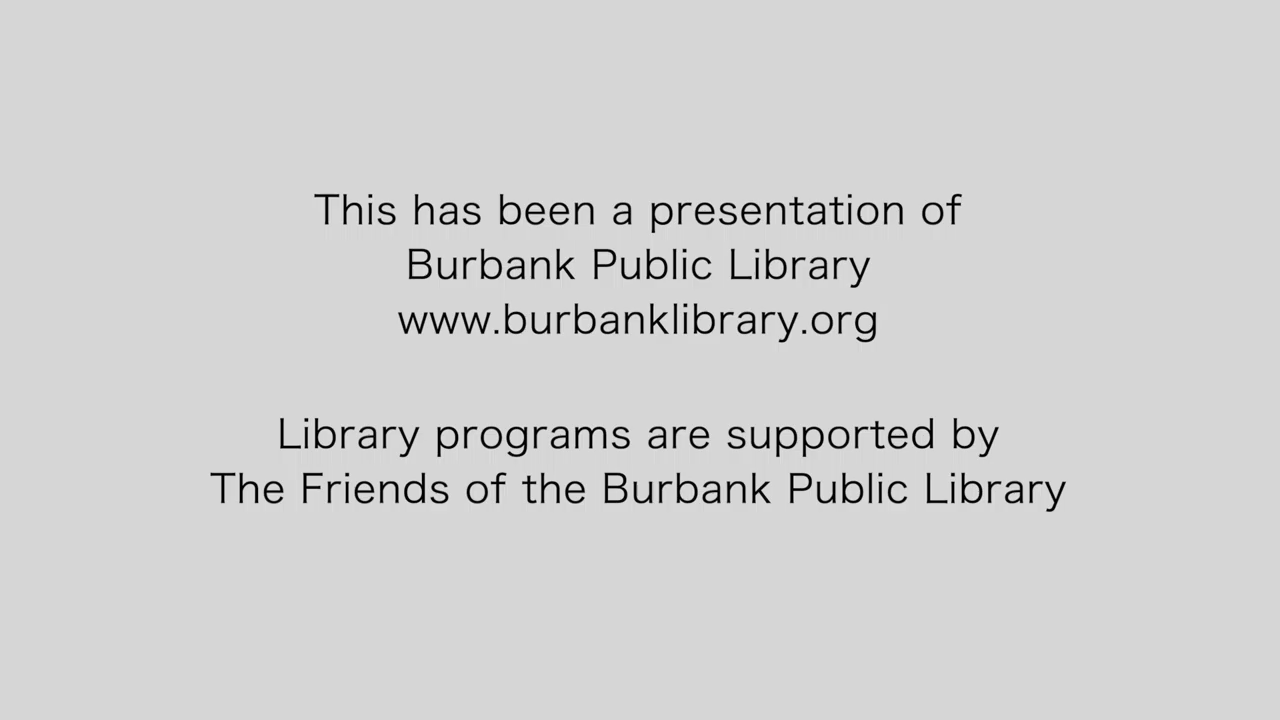 This has been a presentation of
Burbank Public Library
www.burbanklibrary.org
Library programs are supported by
The Friends of the Burbank Public Library